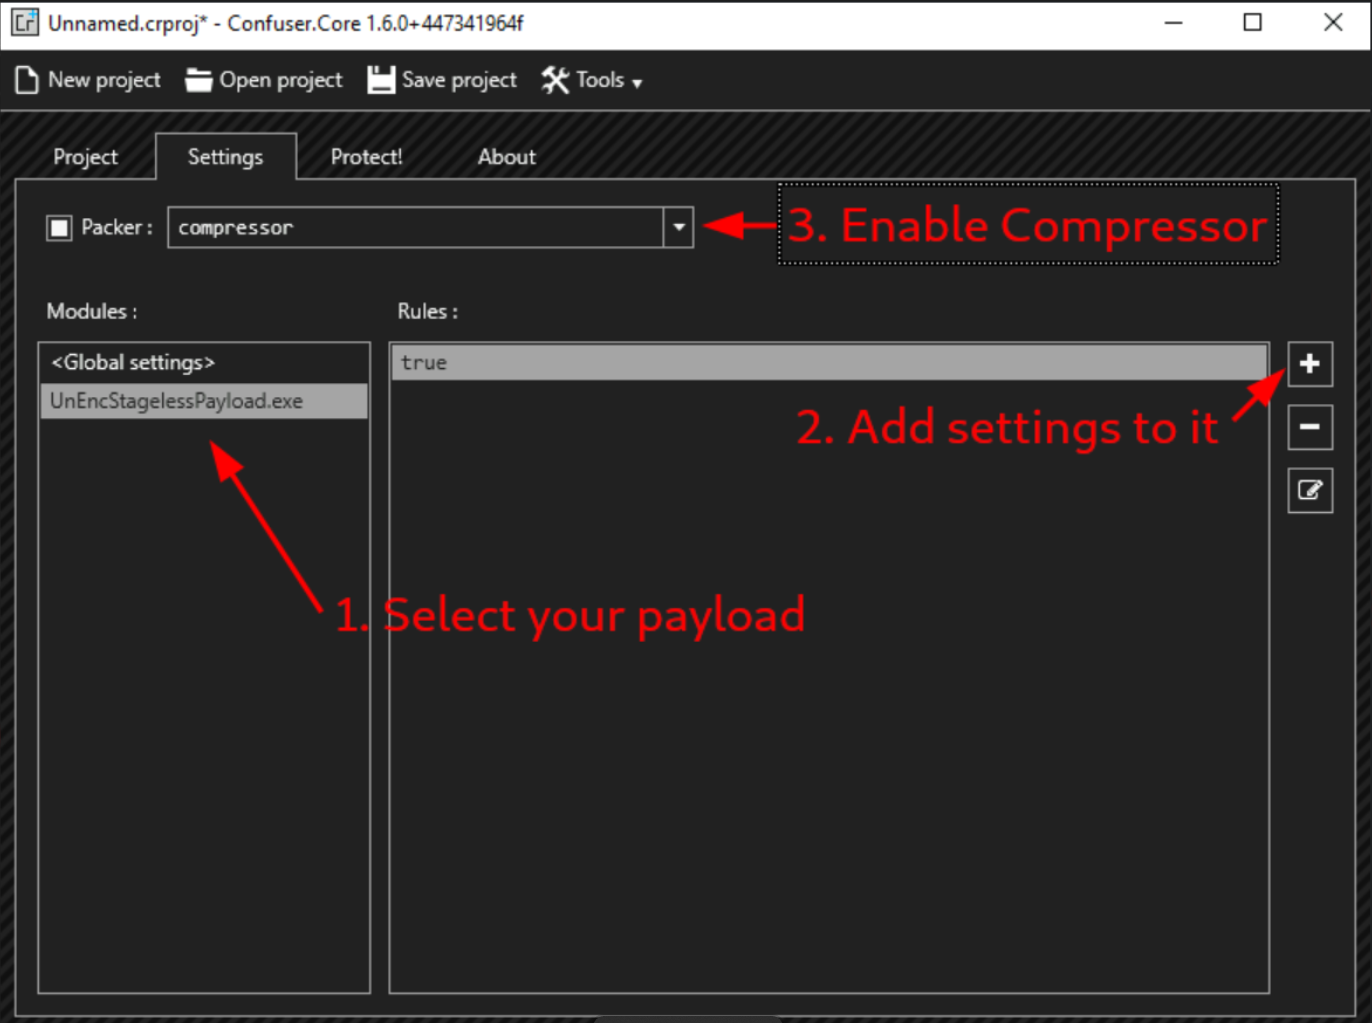 Unnamed.crproj* - Confuser.Core 1.6.0+447341964f
New project Open project Save project Tools
Project Settings Protect! About
Packer : compressor
3. Enable Compressor
Modules : Rules :
<Global settings> true
UnEncStagelessPayload.exe
2. Add settings to it
1. Select your payload